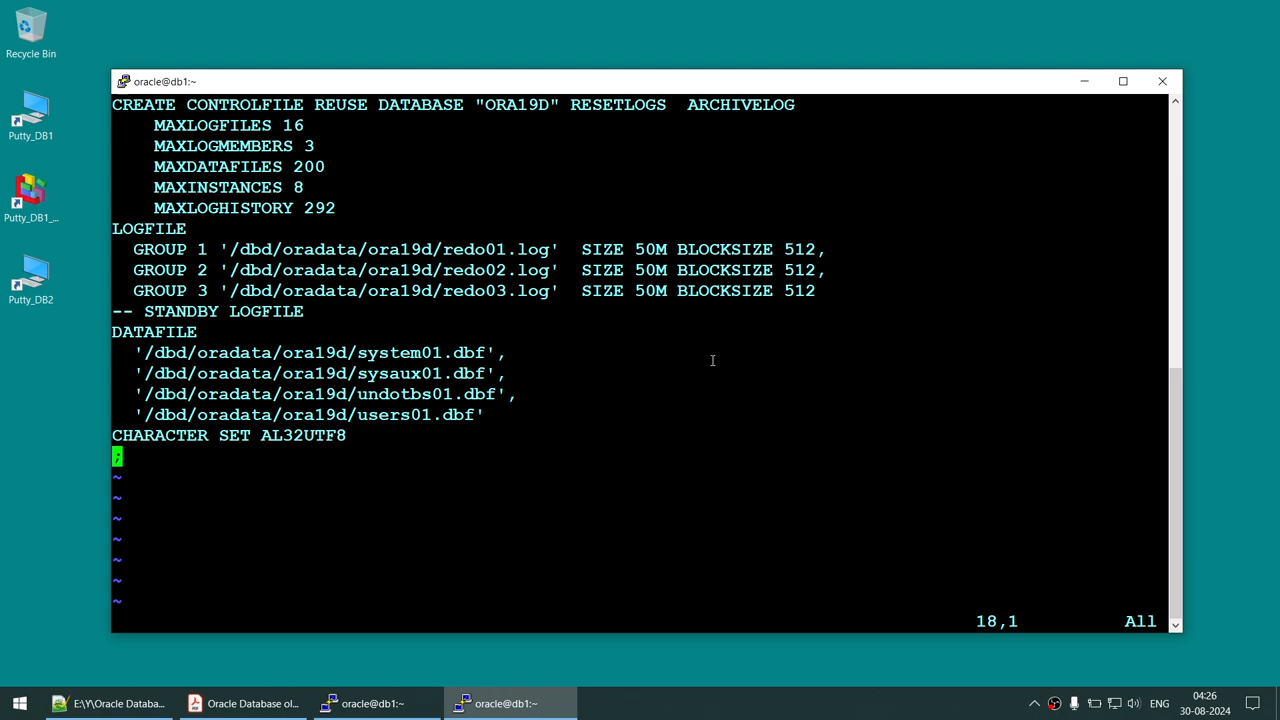 Recycle Bin
Putty_DB1
Putty_DB1_...
Putty_DB2
oracle@db1:~
CREATE CONTROLFILE REUSE DATABASE "ORA19D" RESETLOGS  ARCHIVELOG
    MAXLOGFILES 16
    MAXLOGMEMBERS 3
    MAXDATAFILES 200
    MAXINSTANCES 8
    MAXLOGHISTORY 292
LOGFILE
  GROUP 1 '/dbd/oradata/ora19d/redo01.log'  SIZE 50M BLOCKSIZE 512,
  GROUP 2 '/dbd/oradata/ora19d/redo02.log'  SIZE 50M BLOCKSIZE 512,
  GROUP 3 '/dbd/oradata/ora19d/redo03.log'  SIZE 50M BLOCKSIZE 512
-- STANDBY LOGFILE
DATAFILE
  '/dbd/oradata/ora19d/system01.dbf',
  '/dbd/oradata/ora19d/sysaux01.dbf',
  '/dbd/oradata/ora19d/undotbs01.dbf',
  '/dbd/oradata/ora19d/users01.dbf'
CHARACTER SET AL32UTF8
;
~
~
~
~
~
~
~
18,1 All
E:\Y\Oracle Databa...
Oracle Database ol...
oracle@db1:~
oracle@db1:~
ENG
04:26
30-08-2024